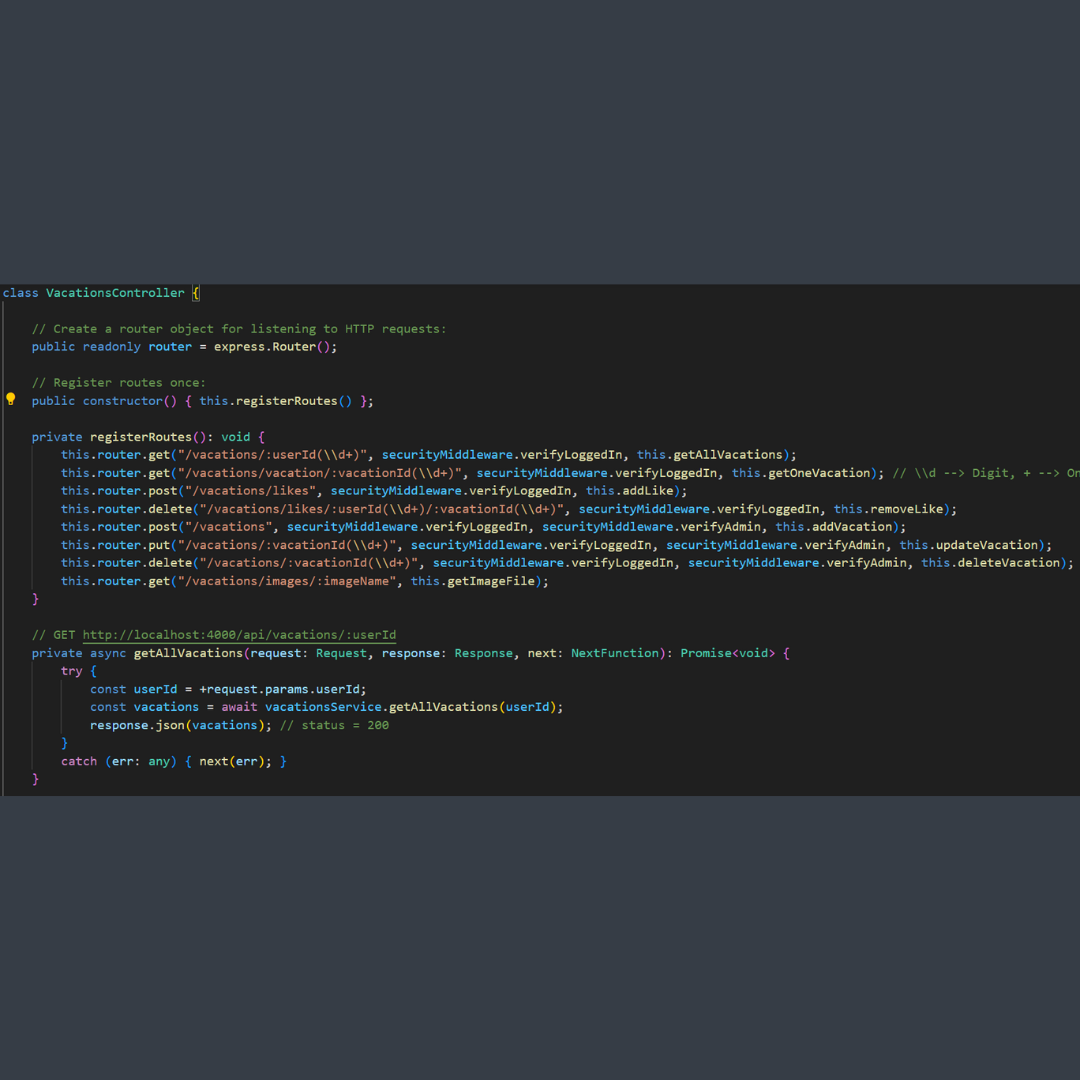 class VacationsController {
// Create a router object for listening to HTTP requests:
public readonly router = express.Router();
// Register routes once:
public constructor() { this.registerRoutes() };
private registerRoutes(): void {
this.router.get("/vacations/:userId(\\d+)", securityMiddleware.verifyLoggedIn, this.getAllVacations);
this.router.get("/vacations/vacation/:vacationId(\\d+)", securityMiddleware.verifyLoggedIn, this.getOneVacation); // \\d --> Digit, + --> On
this.router.post("/vacations/likes", securityMiddleware.verifyLoggedIn, this.addLike);
this.router.delete("/vacations/likes/:userId(\\d+)/:vacationId(\\d+)", securityMiddleware.verifyLoggedIn, this.removeLike);
this.router.post("/vacations", securityMiddleware.verifyLoggedIn, securityMiddleware.verifyAdmin, this.addVacation);
this.router.put("/vacations/:vacationId(\\d+)", securityMiddleware.verifyLoggedIn, securityMiddleware.verifyAdmin, this.updateVacation);
this.router.delete("/vacations/:vacationId(\\d+)", securityMiddleware.verifyLoggedIn, securityMiddleware.verifyAdmin, this.deleteVacation);
this.router.get("/vacations/images/:imageName", this.getImageFile);
}
// GET http://localhost:4000/api/vacations/:userId
private async getAllVacations(request: Request, response: Response, next: NextFunction): Promise<void> {
try {
const userId = +request.params.userId;
const vacations = await vacationsService.getAllVacations(userId);
response.json(vacations); // status = 200
}
catch (err: any) { next(err); }
}